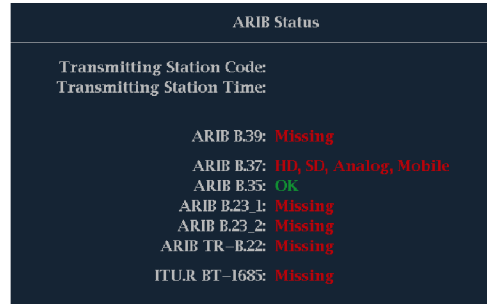 ARIB Status
Transmitting Station Code:
Transmitting Station Time:
ARIB B.39: Missing
ARIB B.37: HD, SD, Analog, Mobile
ARIB B.35: OK
ARIB B.23_1: Missing
ARIB B.23_2: Missing
ARIB TR-B.22: Missing
ITU.R BT-1685: Missing